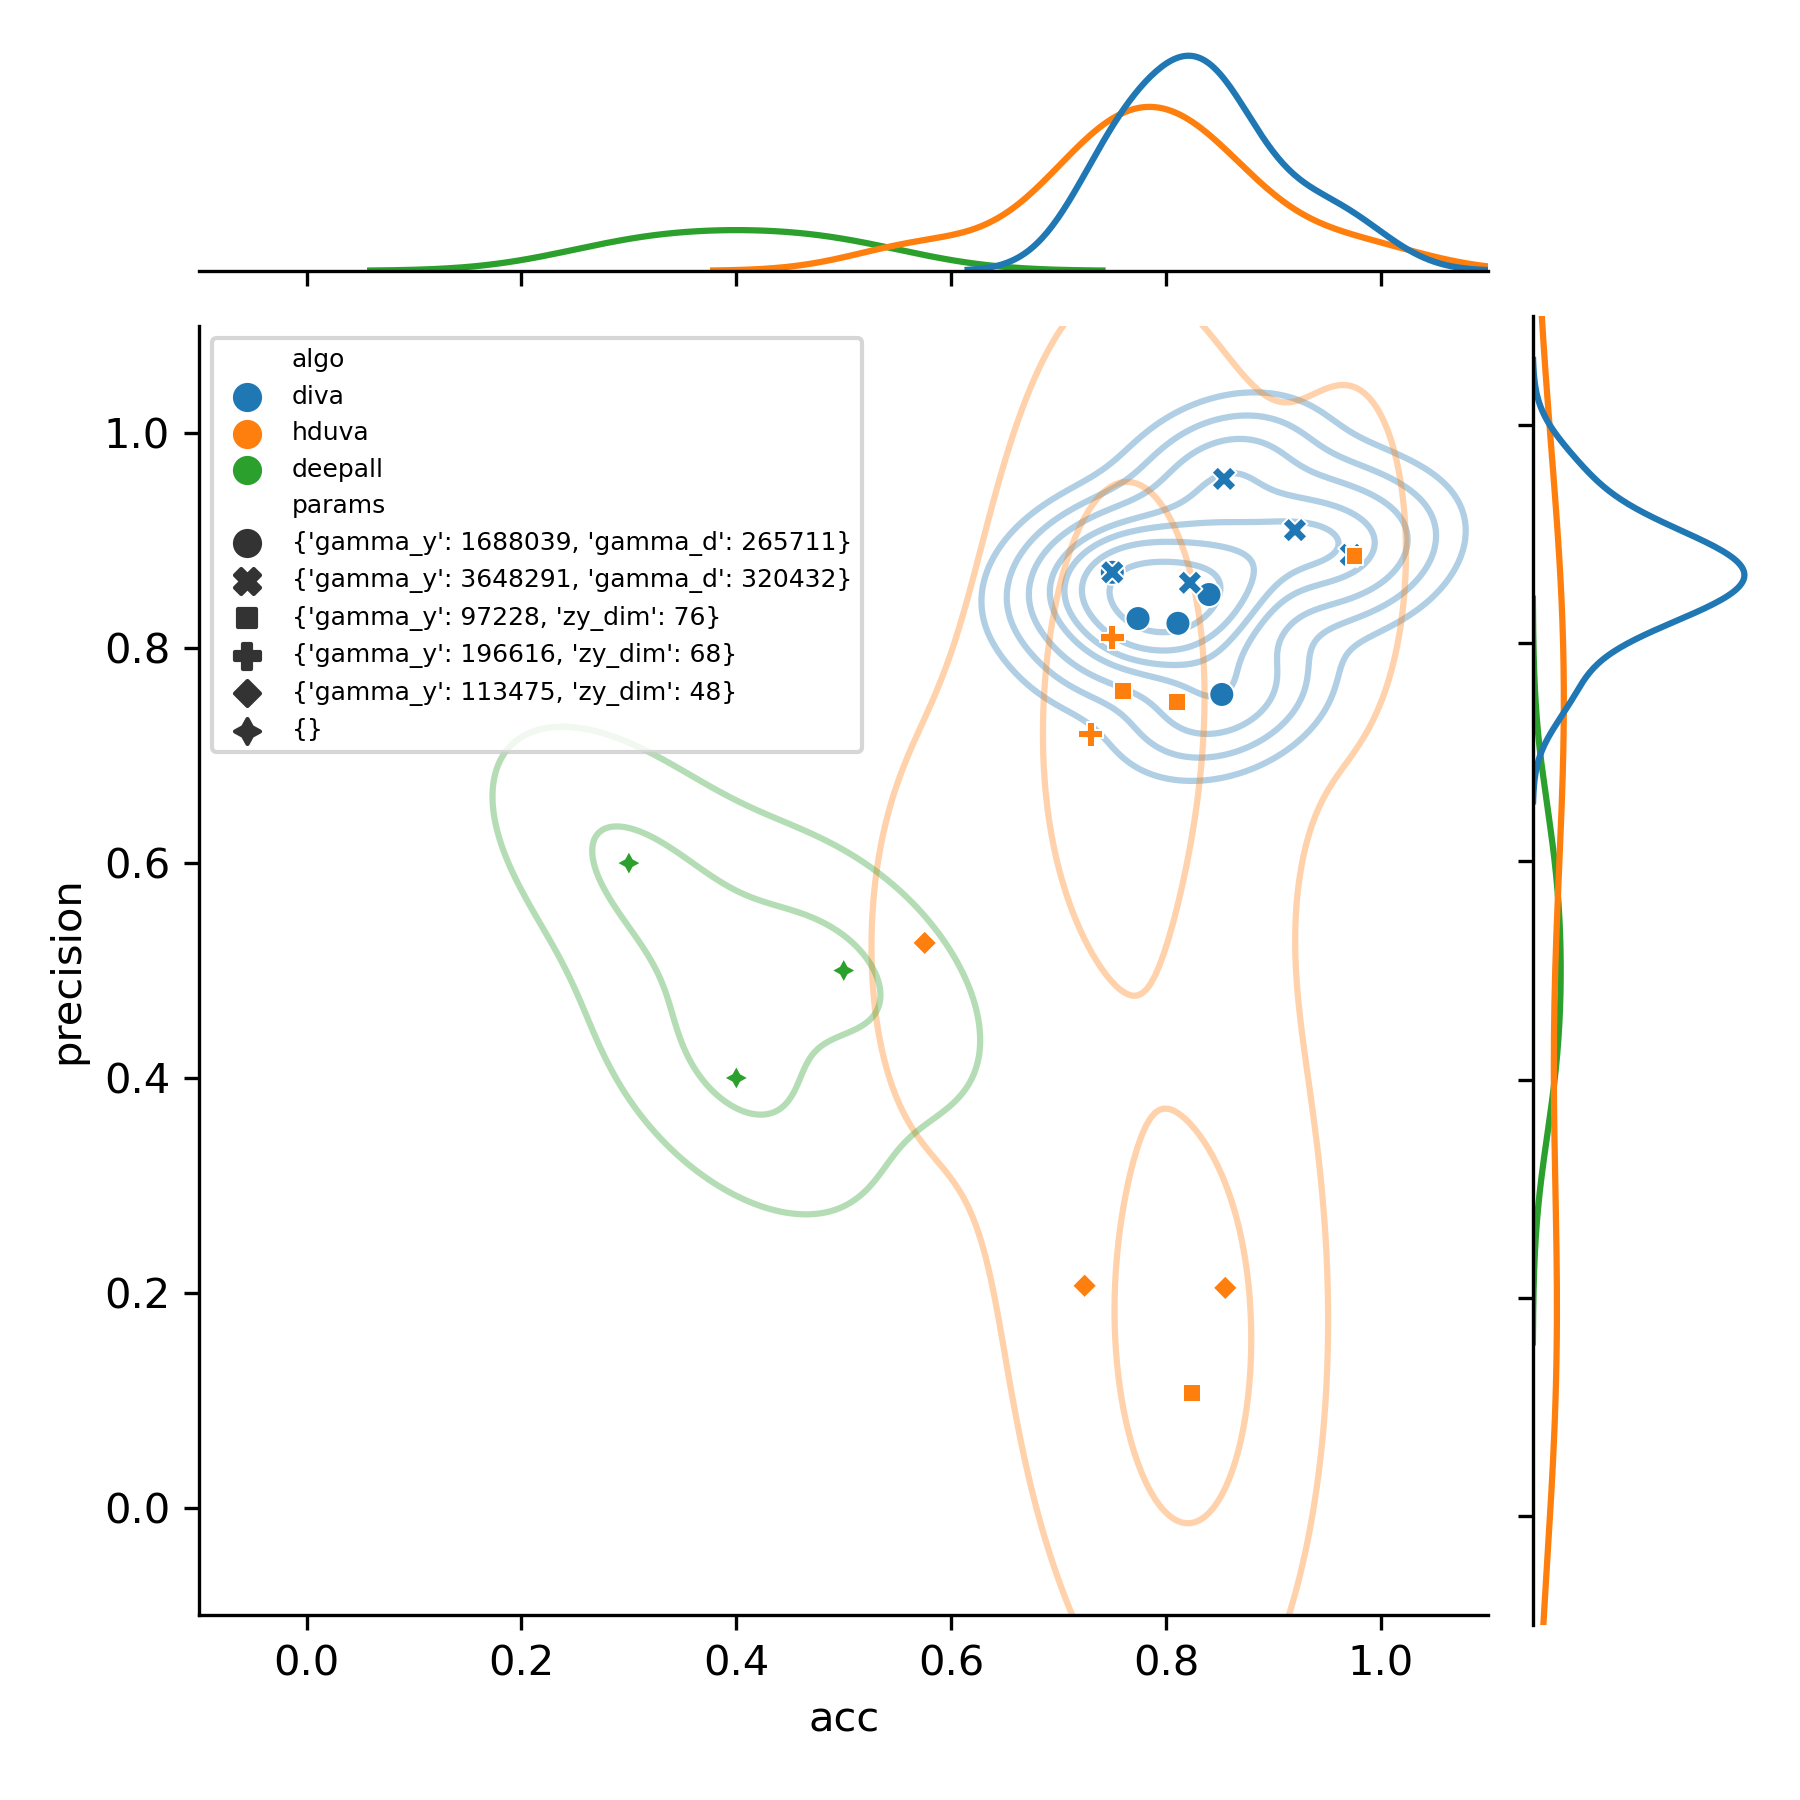 algo
diva
hduva
deepall
params
{'gamma_y': 1688039, 'gamma_d': 265711}
{'gamma_y': 3648291, 'gamma_d': 320432}
{'gamma_y': 97228, 'zy_dim': 76}
{'gamma_y': 196616, 'zy_dim': 68}
{'gamma_y': 113475, 'zy_dim': 48}
{}
1.0
0.8
0.6
0.4
0.2
0.0
precision
0.0 0.2 0.4 0.6 0.8 1.0
acc